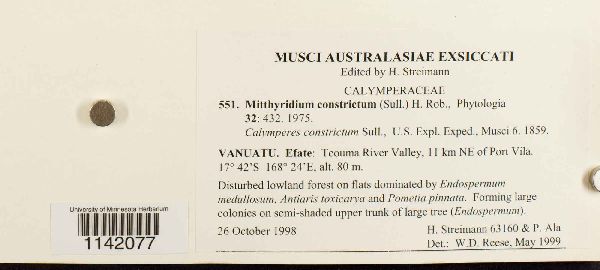 MUSCI AUSTRALASIAE EXSICCATI
Edited by H. Streimann
CALYMPERACEAE
551. Mitthyridium constrictum (Sull.) H. Rob., Phytologia
32: 432. 1975.
Calymperes constrictum Sull., U.S. Expl. Exped., Musci 6. 1859.
VANUATU. Efate: Teouma River Valley, 11 km NE of Port Vila.
17° 42'S 168° 24'E, alt. 80 m.
Disturbed lowland forest on flats dominated by Endospermum
medullosum, Antiaris toxicarya and Pometia pinnata. Forming large
colonies on semi-shaded upper trunk of large tree (Endospermum).
26 October 1998
H. Streimann 63160 & P. Ala
Det.: W.D. Reese, May 1999
University of Minnesota Herbarium
1142077